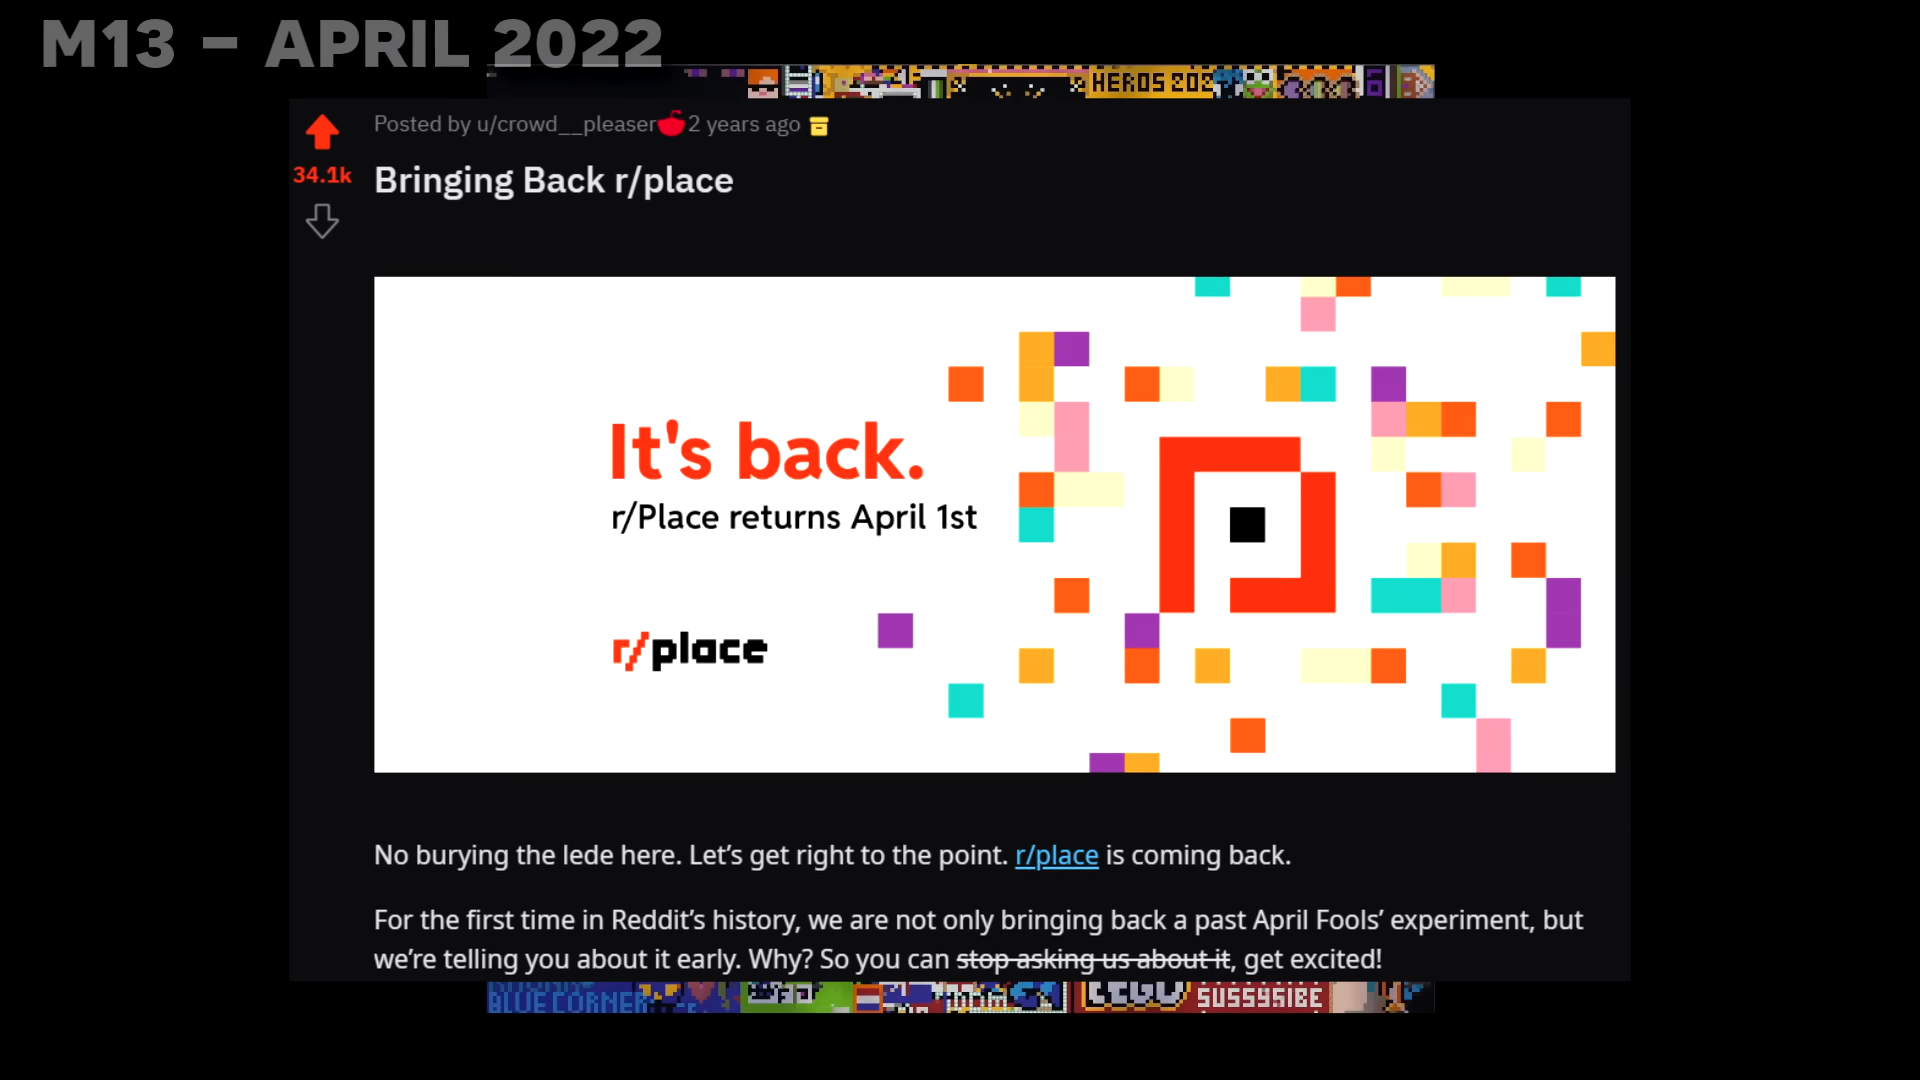 M13 – APRIL 2022
HEROS 202
Posted by u/crowd__pleaser 2 years ago
34.1k
Bringing Back r/place
It's back.
r/Place returns April 1st
r/place
No burying the lede here. Let’s get right to the point. r/place is coming back.
For the first time in Reddit’s history, we are not only bringing back a past April Fools’ experiment, but
we’re telling you about it early. Why? So you can stop asking us about it, get excited!
BLUE CORNER
LEGO